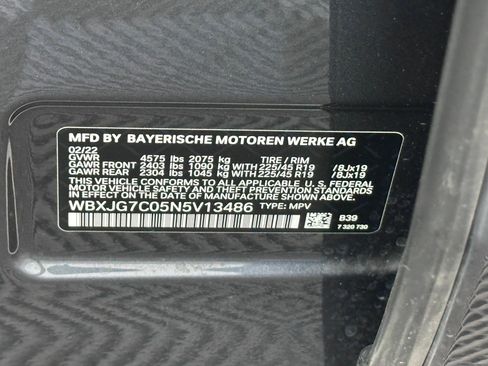 MFD BY BAYERISCHE MOTOREN WERKE AG
02/22
GVWR 4575 lbs 2075 kg TIRE / RIM
GAWR FRONT 2403 lbs 1090 kg WITH 225/45 R19 /8Jx19
GAWR REAR 2304 lbs 1045 kg WITH 225/45 R19 /8Jx19
THIS VEHICLE CONFORMS TO ALL APPLICABLE U.S. FEDERAL
MOTOR VEHICLE SAFETY AND THEFT PREVENTION STANDARDS
IN EFFECT ON THE DATE OF MANUFACTURE SHOWN ABOVE.
WBXJG7C05N5V13486 TYPE: MPV
B39
7 320 730